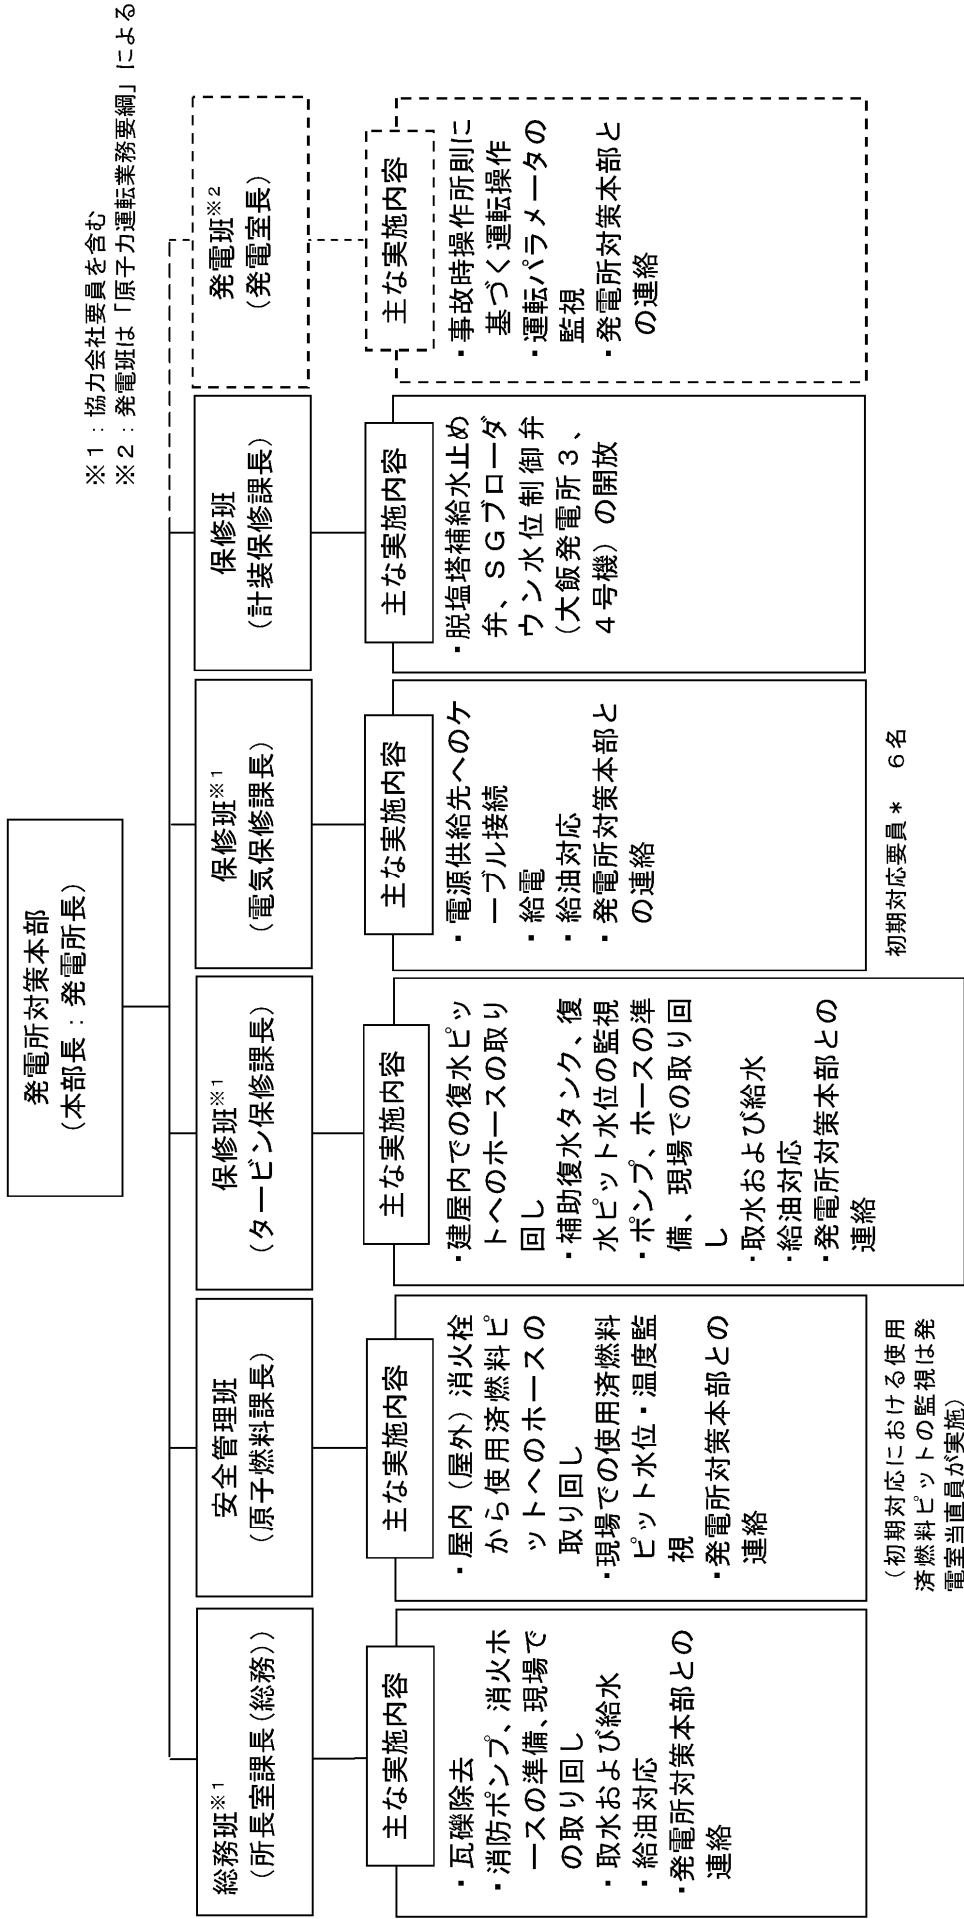 発電所対策本部
（本部長：発電所長）
※１：協力会社要員を含む
※２：発電班は「原子力運転業務要綱」による
総務班※1
（所長室課長（総務））
主な実施内容
・瓦礫除去
・消防ポンプ、消火ホ
ースの準備、現場で
の取り回し
・取水および給水
・給油対応
・発電所対策本部との
連絡
安全管理班
（原子燃料課長）
主な実施内容
・屋内（屋外）消火栓
から使用済燃料ピ
ットへのホースの
取り回し
・現場での使用済燃料
ピット水位・温度監
視
・発電所対策本部との
連絡
（初期対応における使用
済燃料ピットの監視は発
電室当直員が実施）
保修班※1
（タービン保修課長）
主な実施内容
・建屋内での復水ピッ
トへのホースの取り
回し
・補助復水タンク、復
水ピット水位の監視
・ポンプ、ホースの準
備、現場での取り回
し
・取水および給水
・給油対応
・発電所対策本部との
連絡
保修班※1
（電気保修課長）
主な実施内容
・電源供給先へのケ
ーブル接続
・給電
・給油対応
・発電所対策本部と
の連絡
初期対応要員＊　６名
保修班
（計装保修課長）
主な実施内容
・脱塩塔補給水止め
弁、ＳＧブローダ
ウン水位制御弁
（大飯発電所３、
４号機）の開放
発電班※2
（発電室長）
主な実施内容
・事故時操作所則に
基づく運転操作
・運転パラメータの
監視
・発電所対策本部と
の連絡